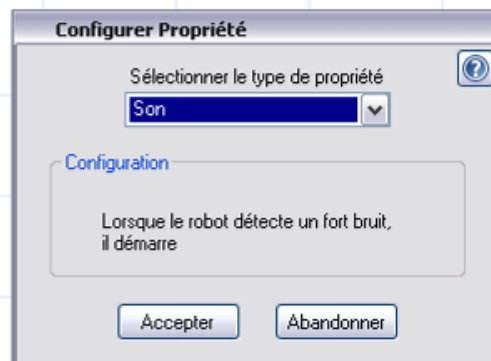 Configurer Propriété
Sélectionner le type de propriété
?
Son
Configuration
Lorsque le robot détecte un fort bruit,
il démarre
Accepter
Abandonner